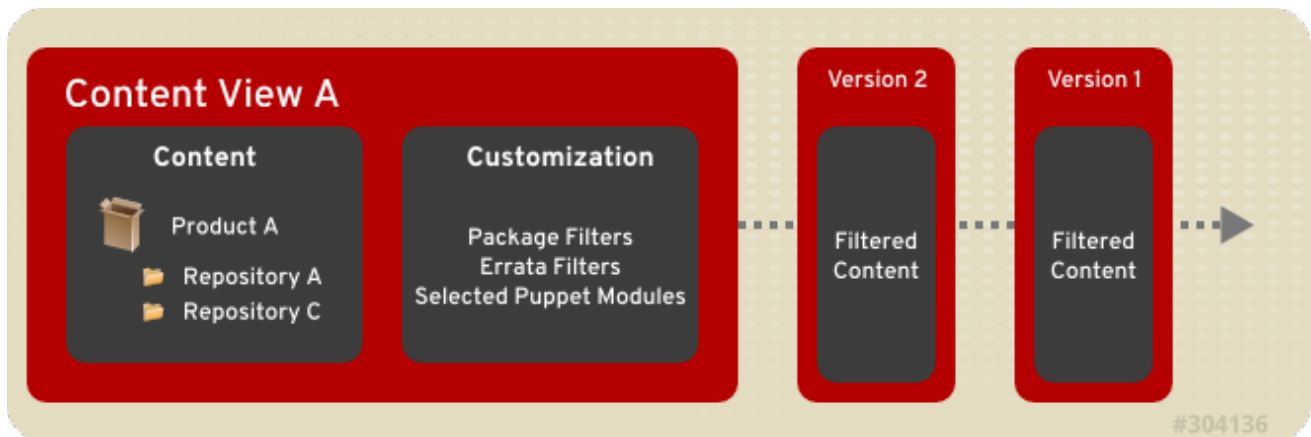 Content View A
Content
Product A
Repository A
Repository C
Customization
Package Filters
Errata Filters
Selected Puppet Modules
Version 2
Filtered
Content
Version 1
Filtered
Content
#304136